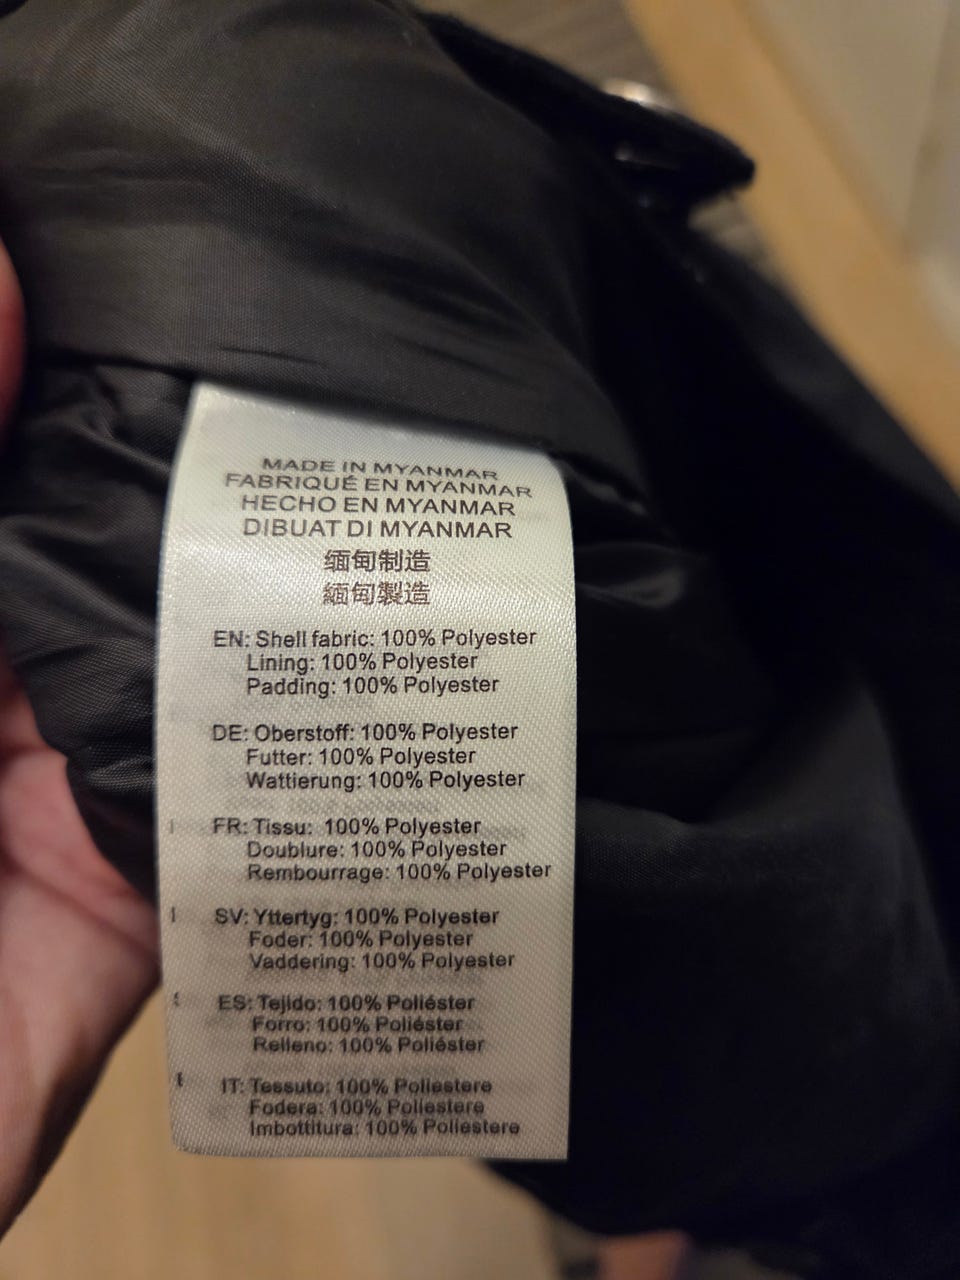 MADE IN MYANMAR
FABRIQUÉ EN MYANMAR
HECHO EN MYANMAR
DIBUAT DI MYANMAR
缅甸制造
緬甸製造
EN: Shell fabric: 100% Polyester
Lining: 100% Polyester
Padding: 100% Polyester
DE: Oberstoff: 100% Polyester
Futter: 100% Polyester
Wattierung: 100% Polyester
FR: Tissu: 100% Polyester
Doublure: 100% Polyester
Rembourrage: 100% Polyester
SV: Yttertyg: 100% Polyester
Foder: 100% Polyester
Vaddering: 100% Polyester
ES: Tejido: 100% Poliéster
Forro: 100% Poliéster
Relleno: 100% Poliéster
IT: Tessuto: 100% Poliestere
Fodera: 100% Poliestere
Imbottitura: 100% Poliestere